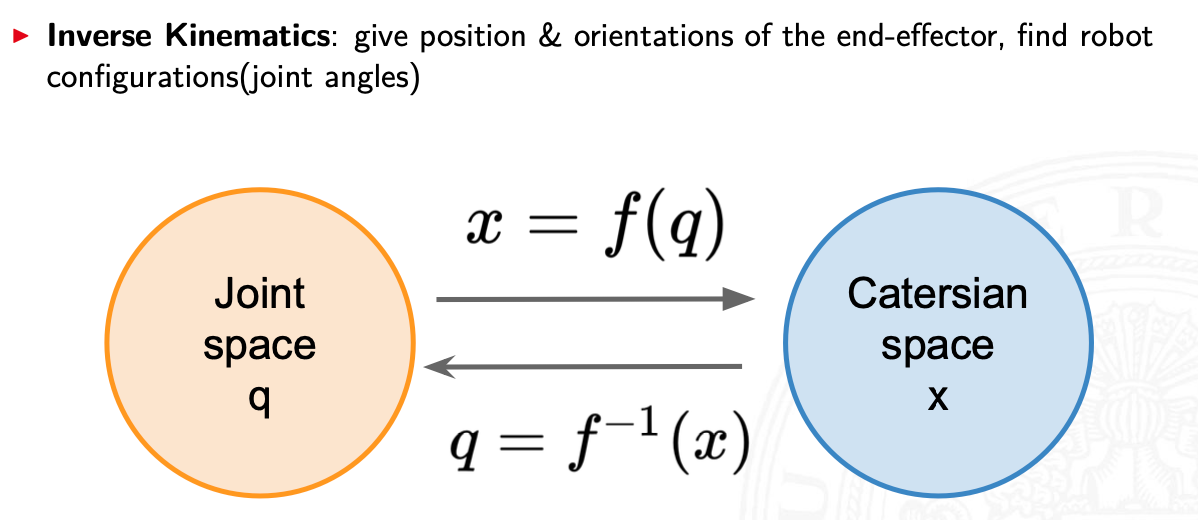 ▶ Inverse Kinematics: give position & orientations of the end-effector, find robot
configurations(joint angles)
x = f(q)
Joint
space
q
Catersian
space
x
q = f⁻¹(x)
R
U